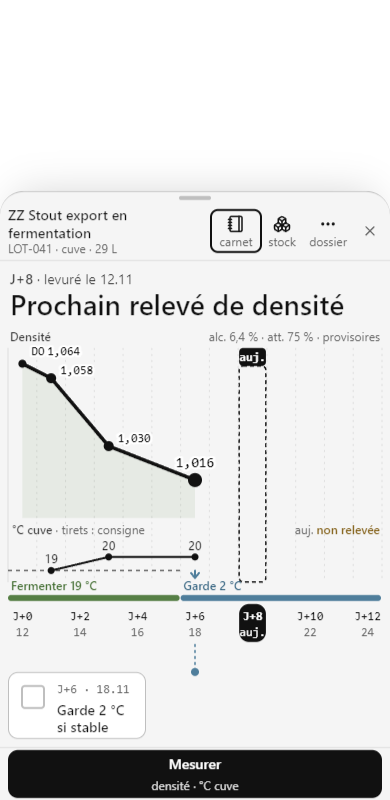 ZZ Stout export en
fermentation
LOT-041 · cuve · 29 L
carnet
stock
dossier
J+8 · levuré le 12.11
Prochain relevé de densité
Densité
alc. 6,4 % · att. 75 % · provisoires
DO 1,064
auj.
1,058
1,030
1,016
°C cuve · tirets : consigne
auj. non relevée
19
20
20
Fermenter 19 °C
Garde 2 °C
J+0 J+2 J+4 J+6 J+8 J+10 J+12
12 14 16 18 auj. 22 24
J+6 · 18.11
Garde 2 °C
si stable
Mesurer
densité · °C cuve